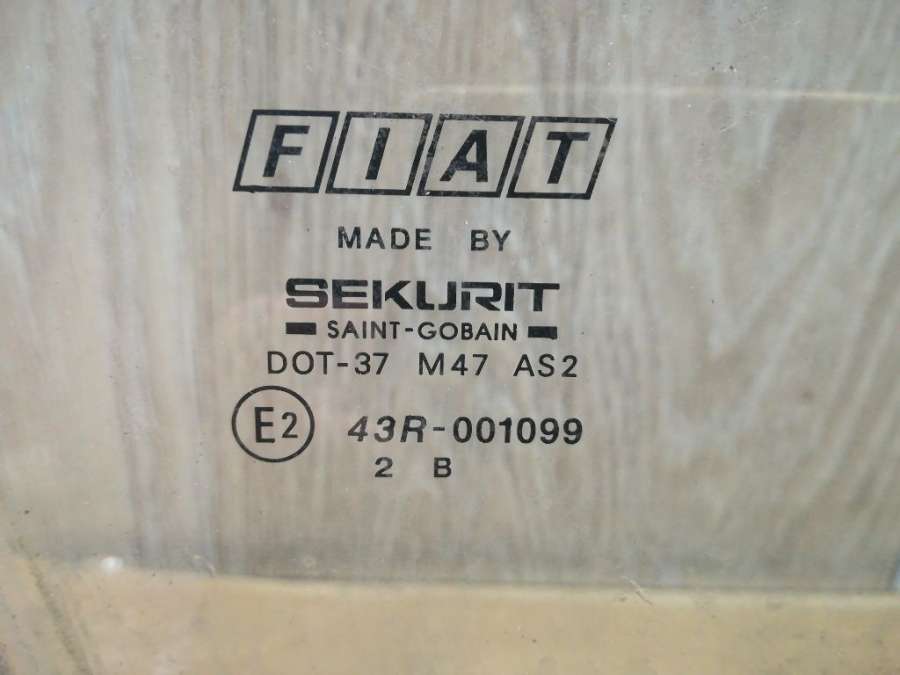 FIAT
MADE BY
SEKURIT
SAINT-GOBAIN
DOT-37 M47 AS2
E2 43R-001099
2 B